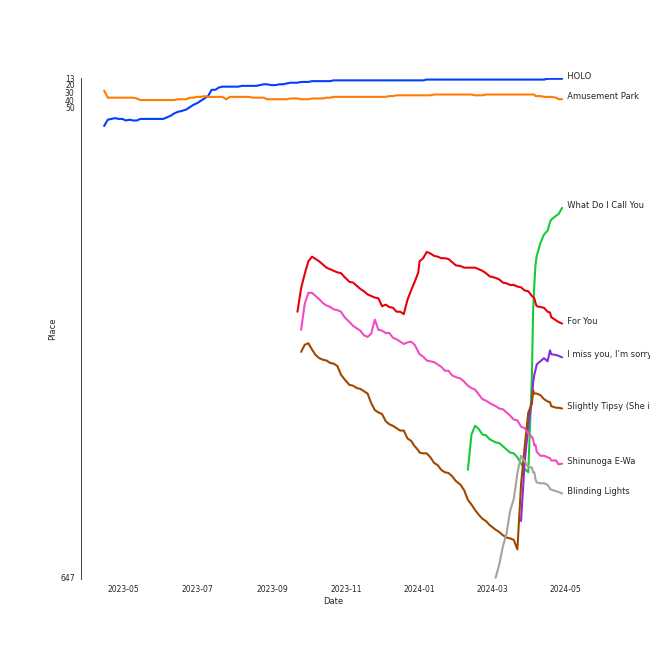 13
20
30
40
50
647
Place
HOLO
Amusement Park
What Do I Call You
For You
I miss you, I'm sorry
Slightly Tipsy (She i
Shinunoga E-Wa
Blinding Lights
2023-05
2023-07
2023-09
2023-11
2024-01
2024-03
2024-05
Date